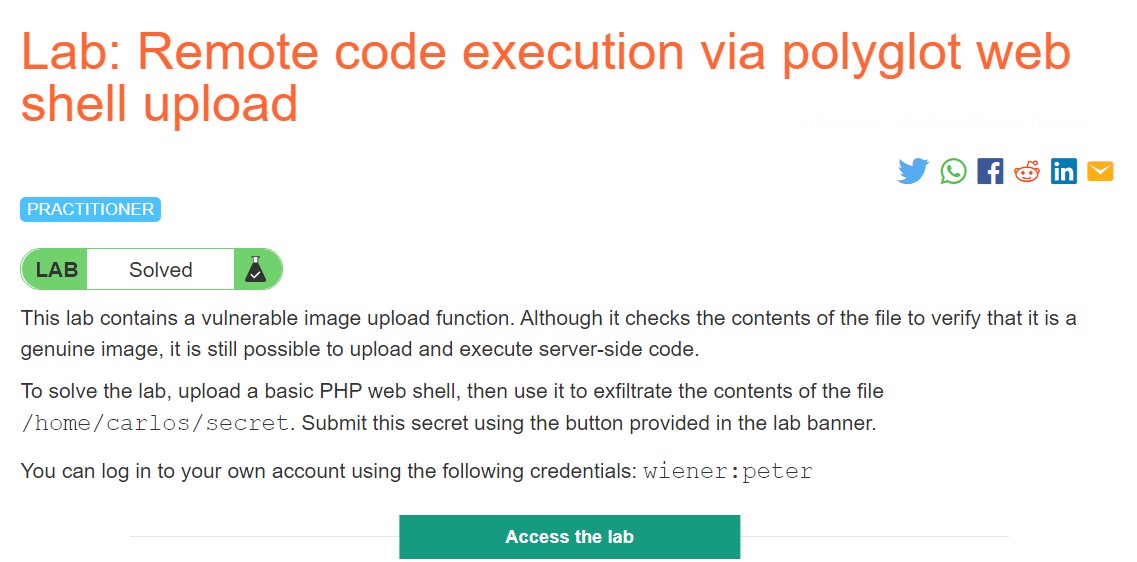 Lab: Remote code execution via polyglot web
shell upload
PRACTITIONER
LAB Solved
This lab contains a vulnerable image upload function. Although it checks the contents of the file to verify that it is a
genuine image, it is still possible to upload and execute server-side code.
To solve the lab, upload a basic PHP web shell, then use it to exfiltrate the contents of the file
/home/carlos/secret. Submit this secret using the button provided in the lab banner.
You can log in to your own account using the following credentials: wiener:peter
Access the lab